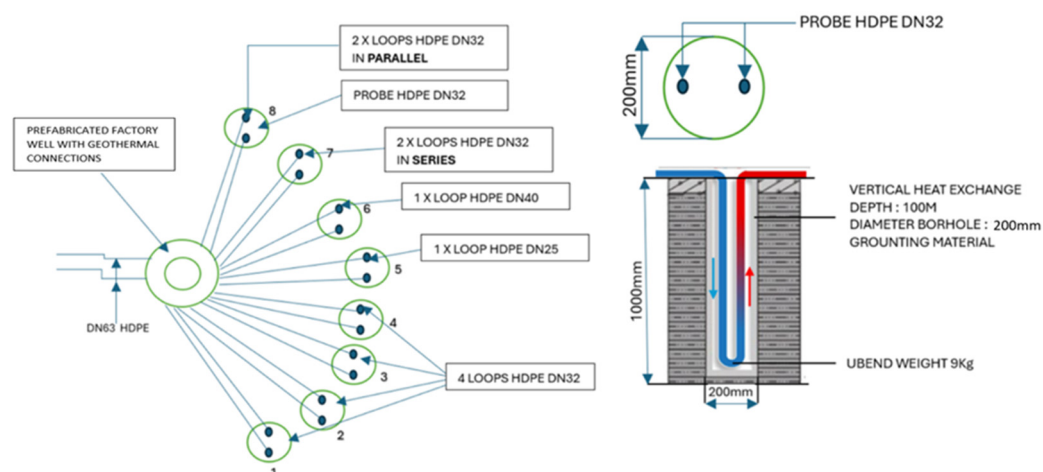 2 X LOOPS HDPE DN32
IN PARALLEL
PROBE HDPE DN32
8
PREFABRICATED FACTORY
WELL WITH GEOTHERMAL
CONNECTIONS
2 X LOOPS HDPE DN32
IN SERIES
7
1 X LOOP HDPE DN40
6
1 X LOOP HDPE DN25
5
DN63 HDPE
4
4 LOOPS HDPE DN32
3
2
1
PROBE HDPE DN32
200mm
1000mm
VERTICAL HEAT EXCHANGE
DEPTH : 100M
DIAMETER BOREHOLE : 200mm
GROUNTING MATERIAL
UBEND WEIGHT 9Kg
200mm